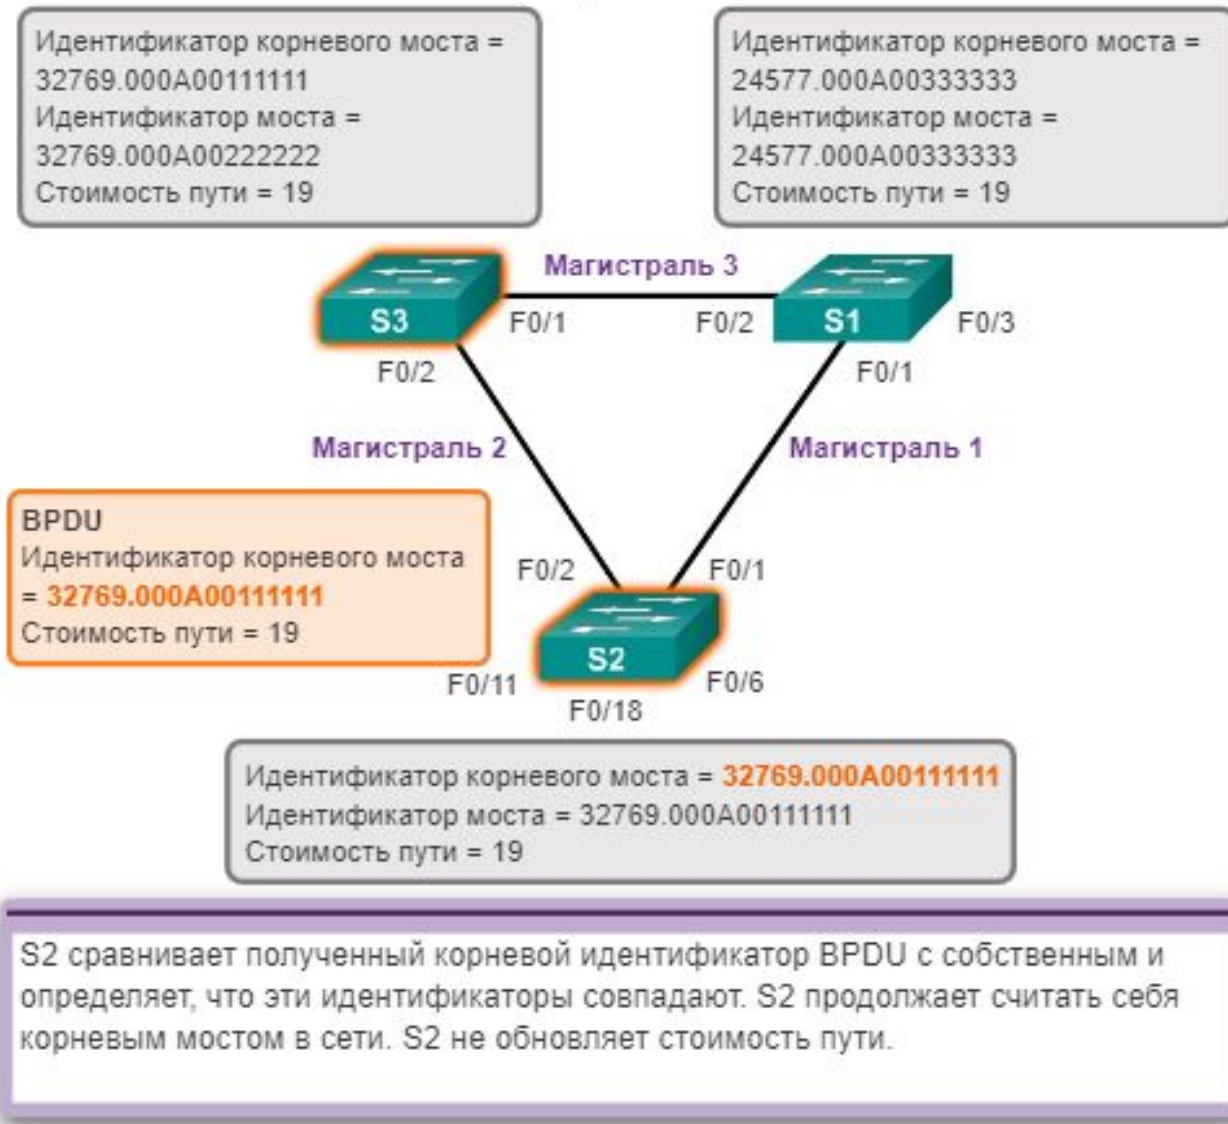 Идентификатор корневого моста =
32769.000A00111111
Идентификатор моста =
32769.000A00222222
Стоимость пути = 19
Идентификатор корневого моста =
24577.000A00333333
Идентификатор моста =
24577.000A00333333
Стоимость пути = 19
Магистраль 3
S3
F0/1
F0/2
S1
F0/3
F0/2
F0/1
Магистраль 2
Магистраль 1
BPDU
Идентификатор корневого моста
= 32769.000A00111111
Стоимость пути = 19
F0/2
F0/1
S2
F0/11
F0/6
F0/18
Идентификатор корневого моста = 32769.000A00111111
Идентификатор моста = 32769.000A00111111
Стоимость пути = 19
S2 сравнивает полученный корневой идентификатор BPDU с собственным и
определяет, что эти идентификаторы совпадают. S2 продолжает считать себя
корневым мостом в сети. S2 не обновляет стоимость пути.